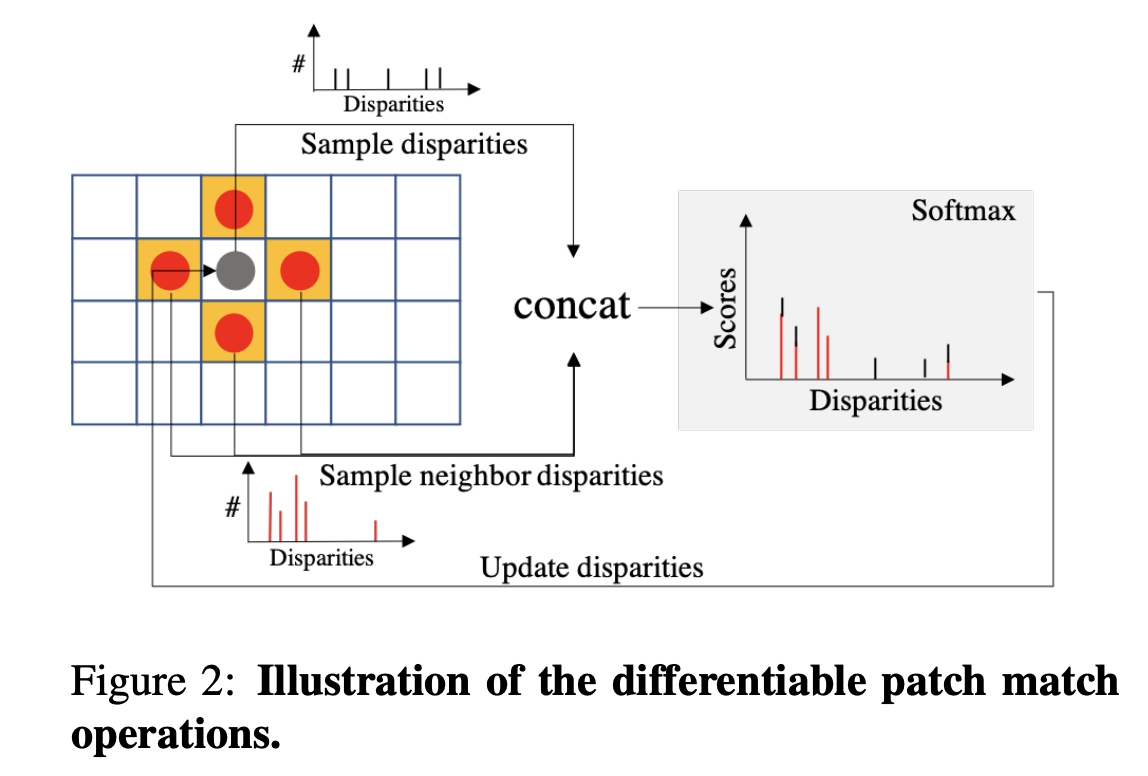 #
Disparities
Sample disparities
Softmax
concat
Scores
Disparities
Sample neighbor disparities
#
Disparities
Update disparities
Figure 2: Illustration of the differentiable patch match
operations.